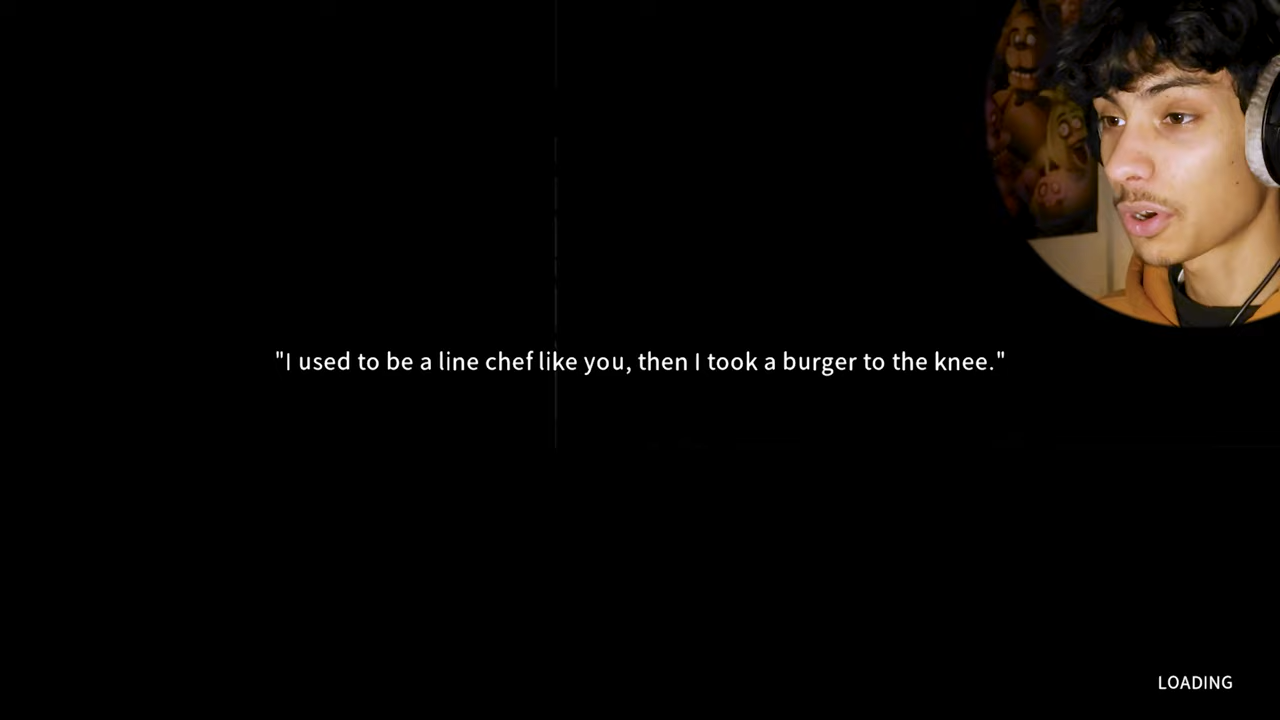 "I used to be a line chef like you, then I took a burger to the knee."
LOADING